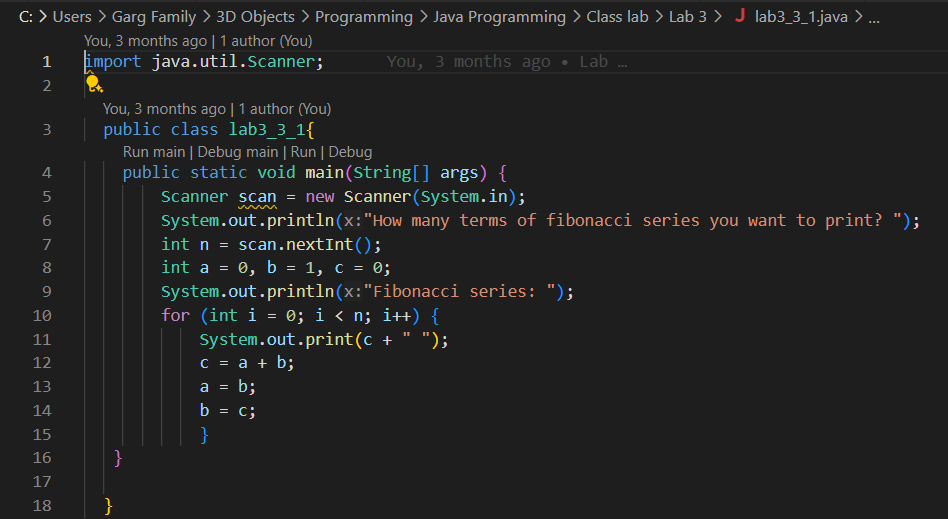 C: > Users > Garg Family > 3D Objects > Programming > Java Programming > Class lab > Lab 3 > J lab3_3_1.java > ...
You, 3 months ago | 1 author (You)
1 import java.util.Scanner; You, 3 months ago • Lab …
2
You, 3 months ago | 1 author (You)
3 public class lab3_3_1{
Run main | Debug main | Run | Debug
4 public static void main(String[] args) {
5 Scanner scan = new Scanner(System.in);
6 System.out.println(x:"How many terms of fibonacci series you want to print? ");
7 int n = scan.nextInt();
8 int a = 0, b = 1, c = 0;
9 System.out.println(x:"Fibonacci series: ");
10 for (int i = 0; i < n; i++) {
11 System.out.print(c + " ");
12 c = a + b;
13 a = b;
14 b = c;
15 }
16 }
17
18 }